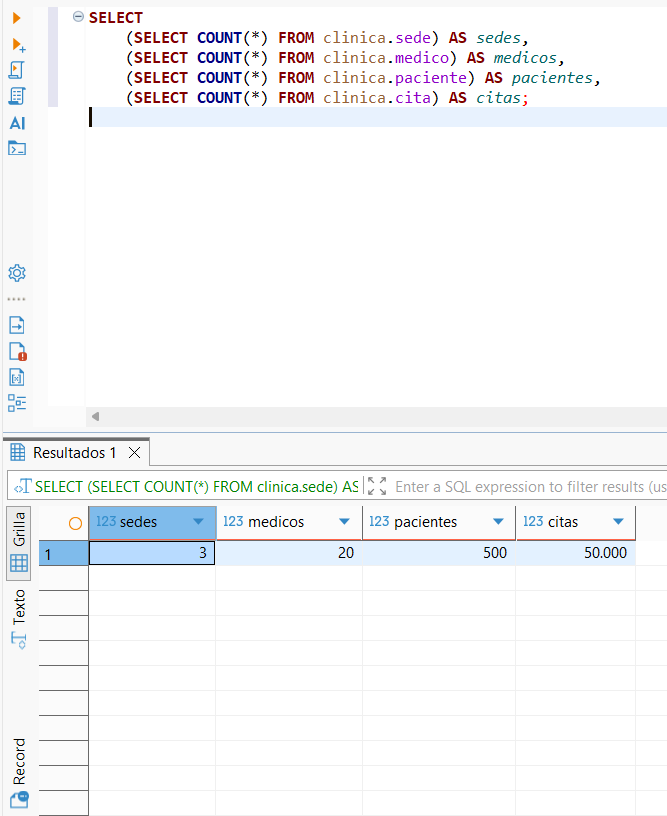 SELECT
(SELECT COUNT(*) FROM clinica.sede) AS sedes,
(SELECT COUNT(*) FROM clinica.medico) AS medicos,
(SELECT COUNT(*) FROM clinica.paciente) AS pacientes,
(SELECT COUNT(*) FROM clinica.cita) AS citas;
AI
Resultados 1
SELECT (SELECT COUNT(*) FROM clinica.sede) AS
Enter a SQL expression to filter results (us
Grilla
Texto
Record
123 sedes 123 medicos 123 pacientes 123 citas
1 3 20 500 50.000